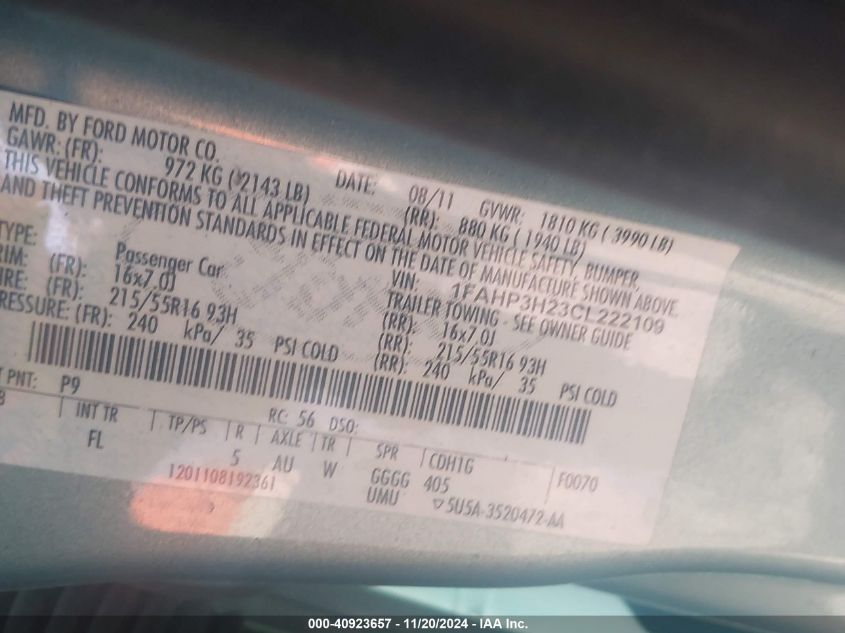 MFD. BY FORD MOTOR CO.
DATE: 08/11 GVWR: 1810 KG ( 3990 LB)
GAWR: (FR): 972 KG ( 2143 LB) (RR): 880 KG ( 1940 LB)
THIS VEHICLE CONFORMS TO ALL APPLICABLE FEDERAL MOTOR VEHICLE SAFETY, BUMPER,
AND THEFT PREVENTION STANDARDS IN EFFECT ON THE DATE OF MANUFACTURE SHOWN ABOVE.
VIN: 1FAHP3H23CL222109
TYPE: Passenger Car TRAILER TOWING - SEE OWNER GUIDE
RIM: (FR): 16x7.0J (RR): 16x7.0J
IRE: (FR): 215/55R16 93H (RR): 215/55R16 93H
RESSURE: (FR): 240 kPa/ 35 PSI COLD (RR): 240 kPa/ 35 PSI COLD
T PNT: P9 RC: 56 DSO:
INT TR TP/PS R AXLE TR SPR CDH1G F0070
FL 5 AU W GGGG 405
1201108192361 UMU ▽5U5A-3520472-AA
000-40923657 - 11/20/2024 - IAA Inc.